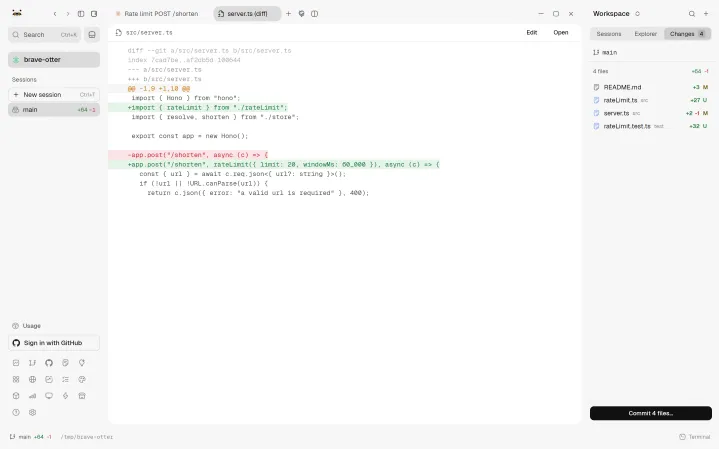 Rate limit POST /shorten
server.ts (diff)
Workspace
Search
Ctrl+K
src/server.ts
Edit
Open
Sessions
Explorer
Changes 4
brave-otter
Sessions
New session
Ctrl+T
main
+64 -1
diff --git a/src/server.ts b/src/server.ts
--- a/src/server.ts
+++ b/src/server.ts
@@ -1,9 +1,10 @@
import { Hono } from "hono";
+import { rateLimit } from "./rateLimit";
import { resolve, shorten } from "./store";
export const app = new Hono();
-app.post("/shorten", async (c) => {
+app.post("/shorten", rateLimit({ limit: 20, windowMs: 60_000 }), async (c) => {
const { url } = await c.req.json<{ url?: string }>();
if (!url || !URL.canParse(url)) {
return c.json({ error: "a valid url is required" }, 400);
main
4 files
+64 -1
README.md
+3 M
rateLimit.ts src
+27 U
server.ts src
+2 -1 M
rateLimit.test.ts test
+32 U
Usage
Sign in with GitHub
Commit 4 files...
main +64 -1
/tmp/brave-otter
Terminal